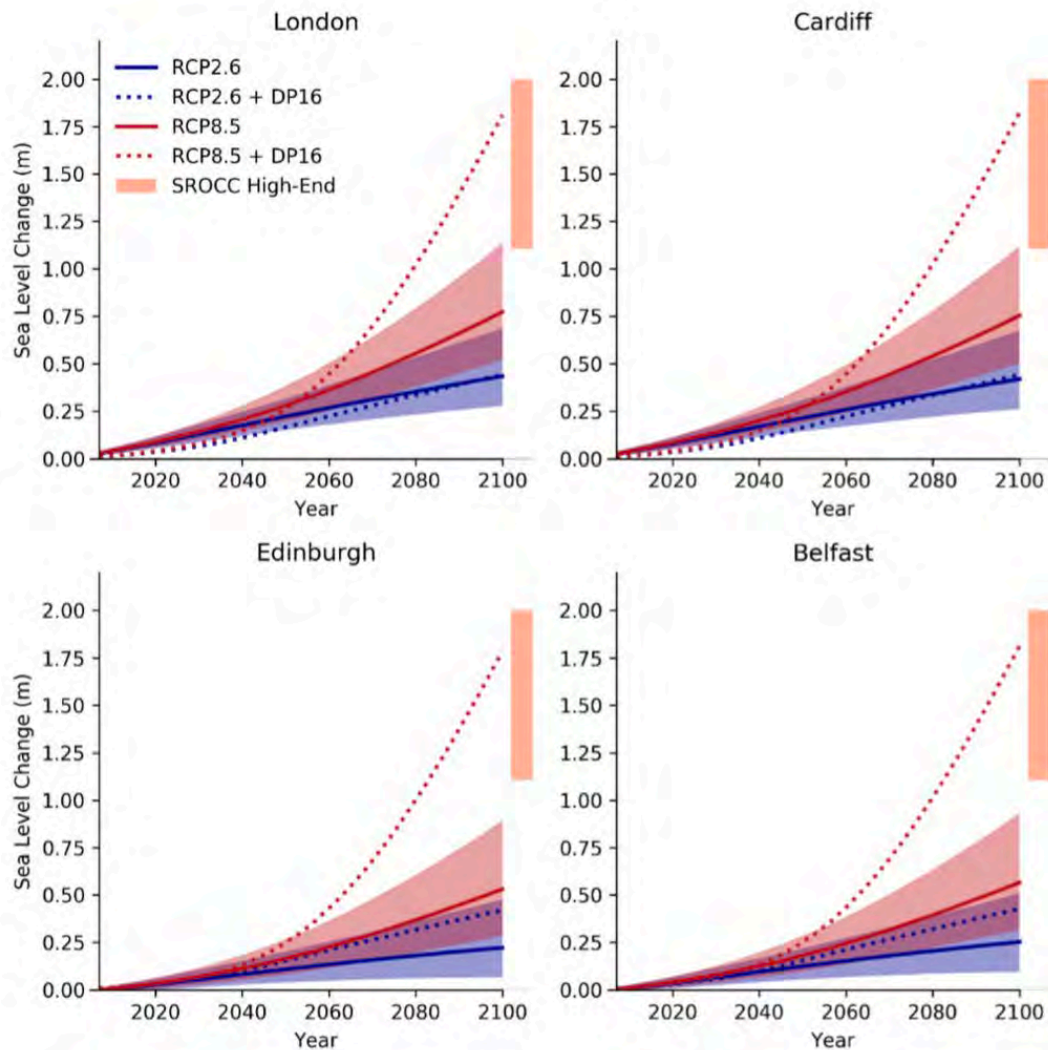 London
Cardiff
RCP2.6
RCP2.6 + DP16
RCP8.5
RCP8.5 + DP16
SROCC High-End
Sea Level Change (m)
2.00
1.75
1.50
1.25
1.00
0.75
0.50
0.25
0.00
2020 2040 2060 2080 2100
Year
2.00
1.75
1.50
1.25
1.00
0.75
0.50
0.25
0.00
2020 2040 2060 2080 2100
Year
Edinburgh
Belfast
Sea Level Change (m)
2.00
1.75
1.50
1.25
1.00
0.75
0.50
0.25
0.00
2020 2040 2060 2080 2100
Year
2.00
1.75
1.50
1.25
1.00
0.75
0.50
0.25
0.00
2020 2040 2060 2080 2100
Year